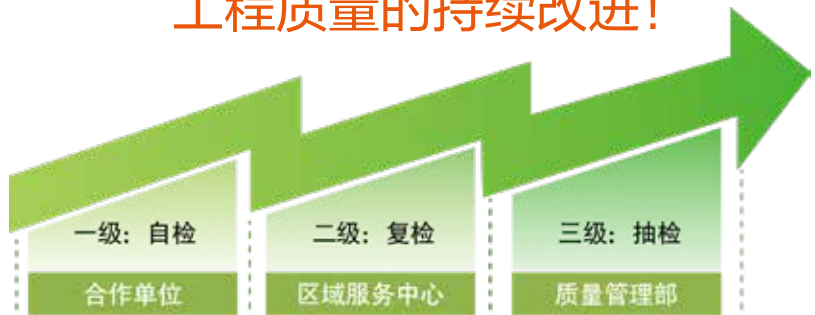 工程质量的持续改进！
一级：自检
二级：复检
三级：抽检
合作单位
区域服务中心
质量管理部